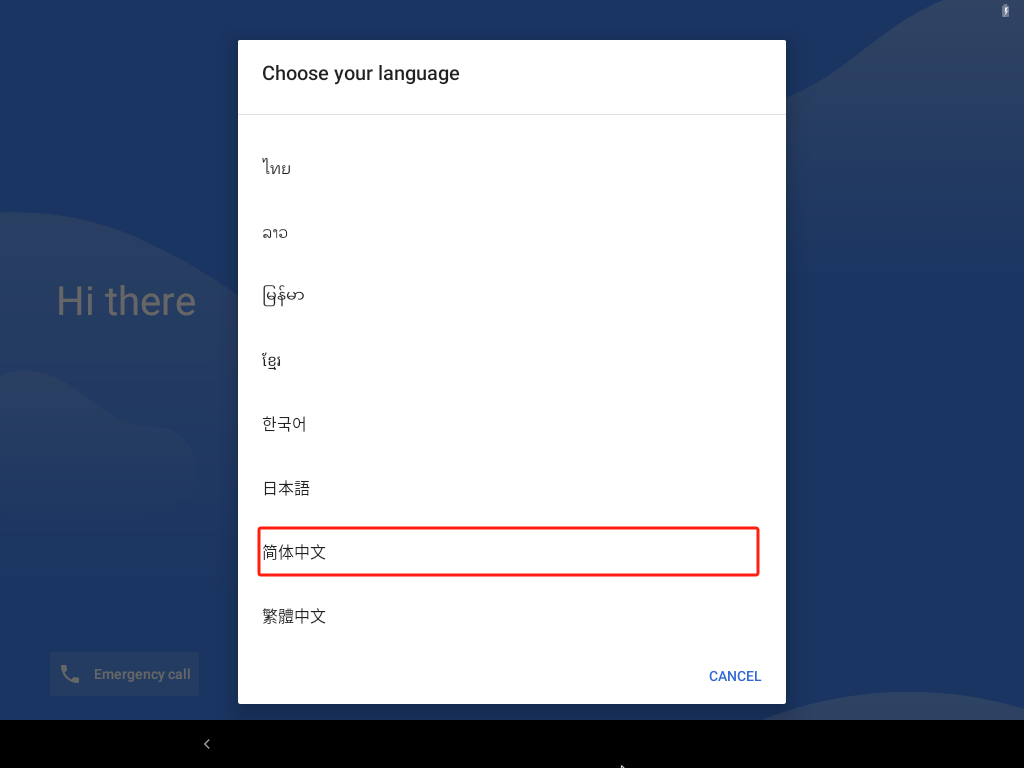 Choose your language
ไทย
ລາວ
မြန်မာ
ខ្មែរ
한국어
日本語
简体中文
繁體中文
Hi there
Emergency call
CANCEL